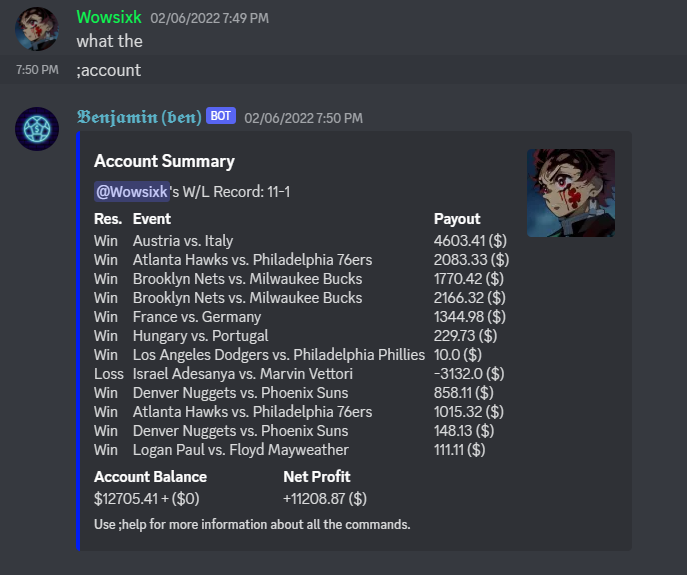 Wowsixk 02/06/2022 7:49 PM
what the
7:50 PM ;account
Benjamin (ben) BOT 02/06/2022 7:50 PM
Account Summary
@Wowsixk's W/L Record: 11-1
Res. Event Payout
Win Austria vs. Italy 4603.41 ($)
Win Atlanta Hawks vs. Philadelphia 76ers 2083.33 ($)
Win Brooklyn Nets vs. Milwaukee Bucks 1770.42 ($)
Win Brooklyn Nets vs. Milwaukee Bucks 2166.32 ($)
Win France vs. Germany 1344.98 ($)
Win Hungary vs. Portugal 229.73 ($)
Win Los Angeles Dodgers vs. Philadelphia Phillies 10.0 ($)
Loss Israel Adesanya vs. Marvin Vettori -3132.0 ($)
Win Denver Nuggets vs. Phoenix Suns 858.11 ($)
Win Atlanta Hawks vs. Philadelphia 76ers 1015.32 ($)
Win Denver Nuggets vs. Phoenix Suns 148.13 ($)
Win Logan Paul vs. Floyd Mayweather 111.11 ($)
Account Balance Net Profit
$12705.41 + ($0) +11208.87 ($)
Use ;help for more information about all the commands.